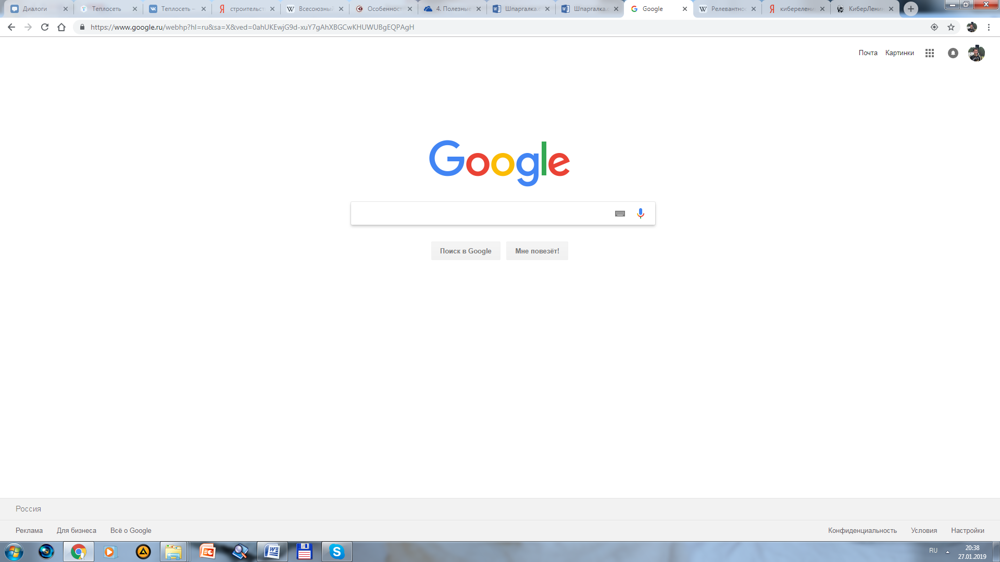 Диалоги
Теплосеть
Теплосеть –
строительст
Всесоюзный
Особенност
4. Полезные
Шпаргалка.
Шпаргалка.
Google
Релевантнос
киберелени
КиберЛенин
https://www.google.ru/webhp?hl=ru&sa=X&ved=0ahUKEwjG9d-xuY7gAhXBGCwKHUWUBgEQPAgH
Почта Картинки
Google
Поиск в Google Мне повезёт!
Россия
Реклама Для бизнеса Всё о Google Конфиденциальность Условия Настройки
RU
20:38
27.01.2019